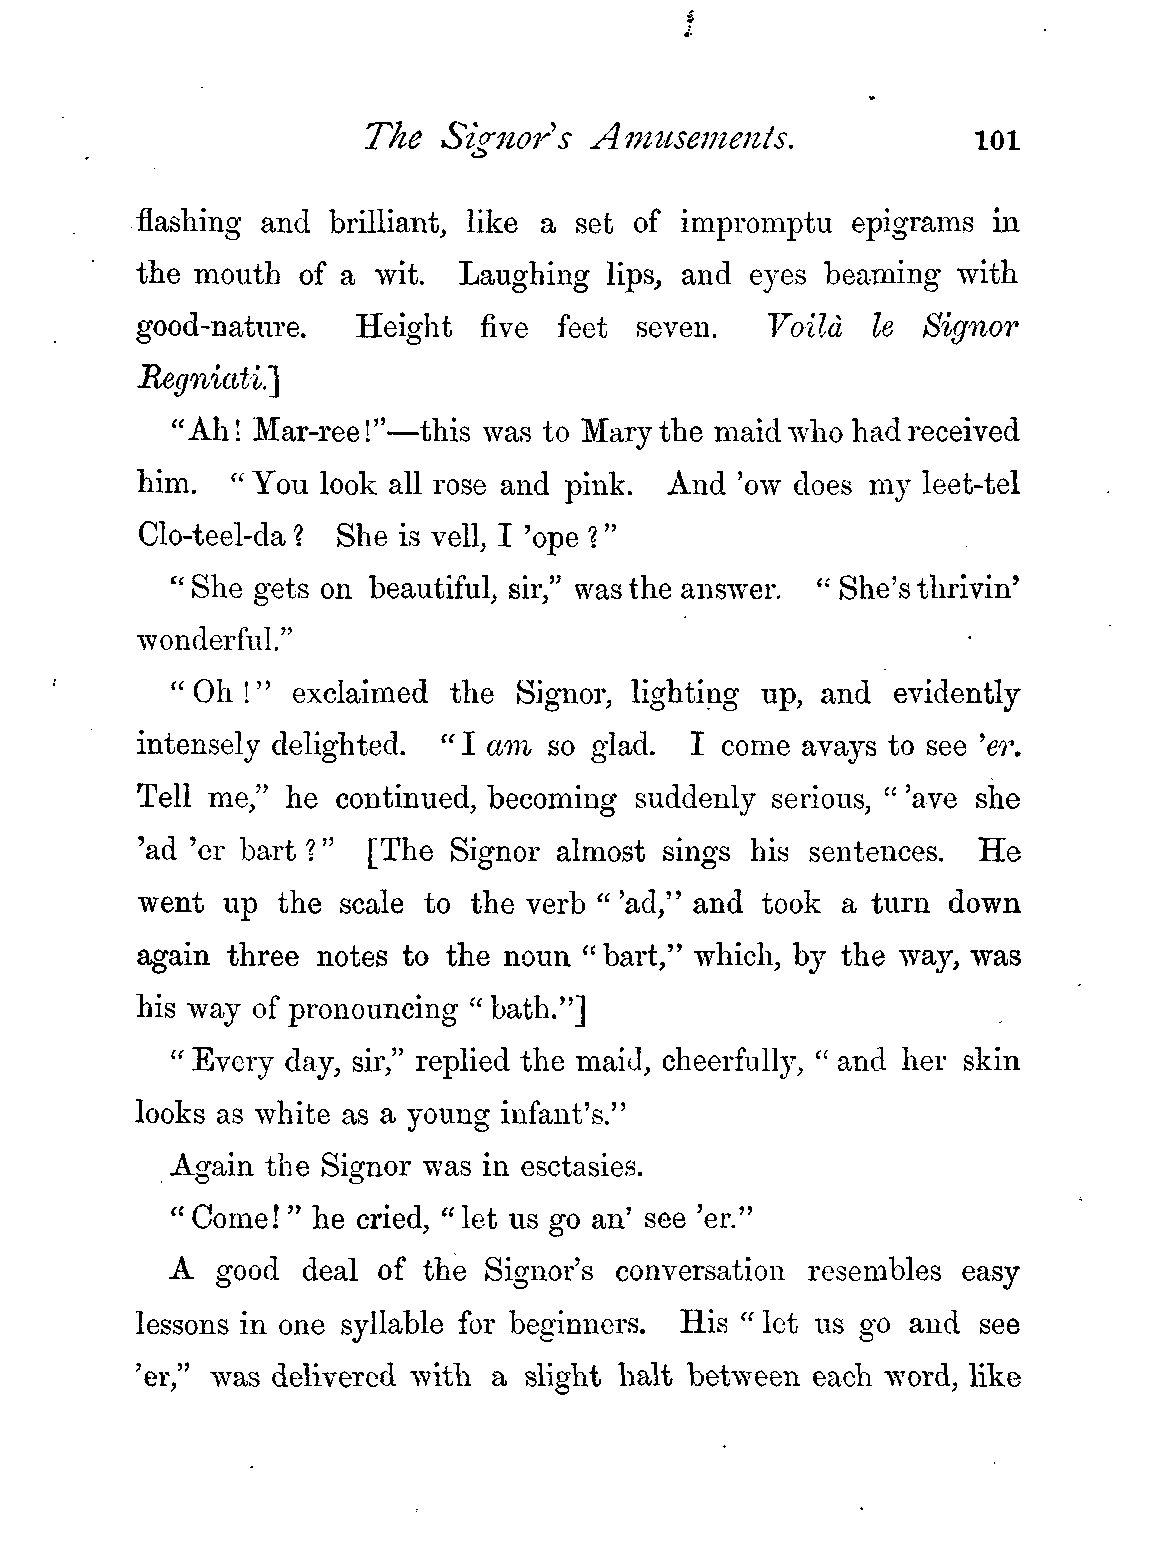 The Signor's Amusements. 101
flashing and brilliant, like a set of impromptu epigrams in
the mouth of a wit. Laughing lips, and eyes beaming with
good-nature. Height five feet seven. Voilà le Signor
Regniati.]
"Ah! Mar-ree!"—this was to Mary the maid who had received
him. "You look all rose and pink. And 'ow does my leet-tel
Clo-teel-da? She is vell, I 'ope?"
"She gets on beautiful, sir," was the answer. "She's thrivin'
wonderful."
"Oh!" exclaimed the Signor, lighting up, and evidently
intensely delighted. "I am so glad. I come avays to see 'er.
Tell me," he continued, becoming suddenly serious, "'ave she
'ad 'er bart?" [The Signor almost sings his sentences. He
went up the scale to the verb "'ad," and took a turn down
again three notes to the noun "bart," which, by the way, was
his way of pronouncing "bath."]
"Every day, sir," replied the maid, cheerfully, "and her skin
looks as white as a young infant's."
Again the Signor was in esctasies.
"Come!" he cried, "let us go an' see 'er."
A good deal of the Signor's conversation resembles easy
lessons in one syllable for beginners. His "let us go and see
'er," was delivered with a slight halt between each word, like